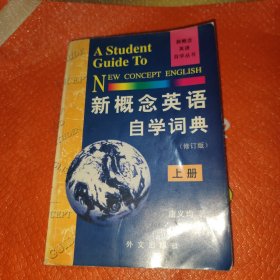 新概念
英语
自学丛书
A Student
Guide To
NEW CONCEPT ENGLISH
新概念英语
自学词典
(修订版)
上册
外文出版社